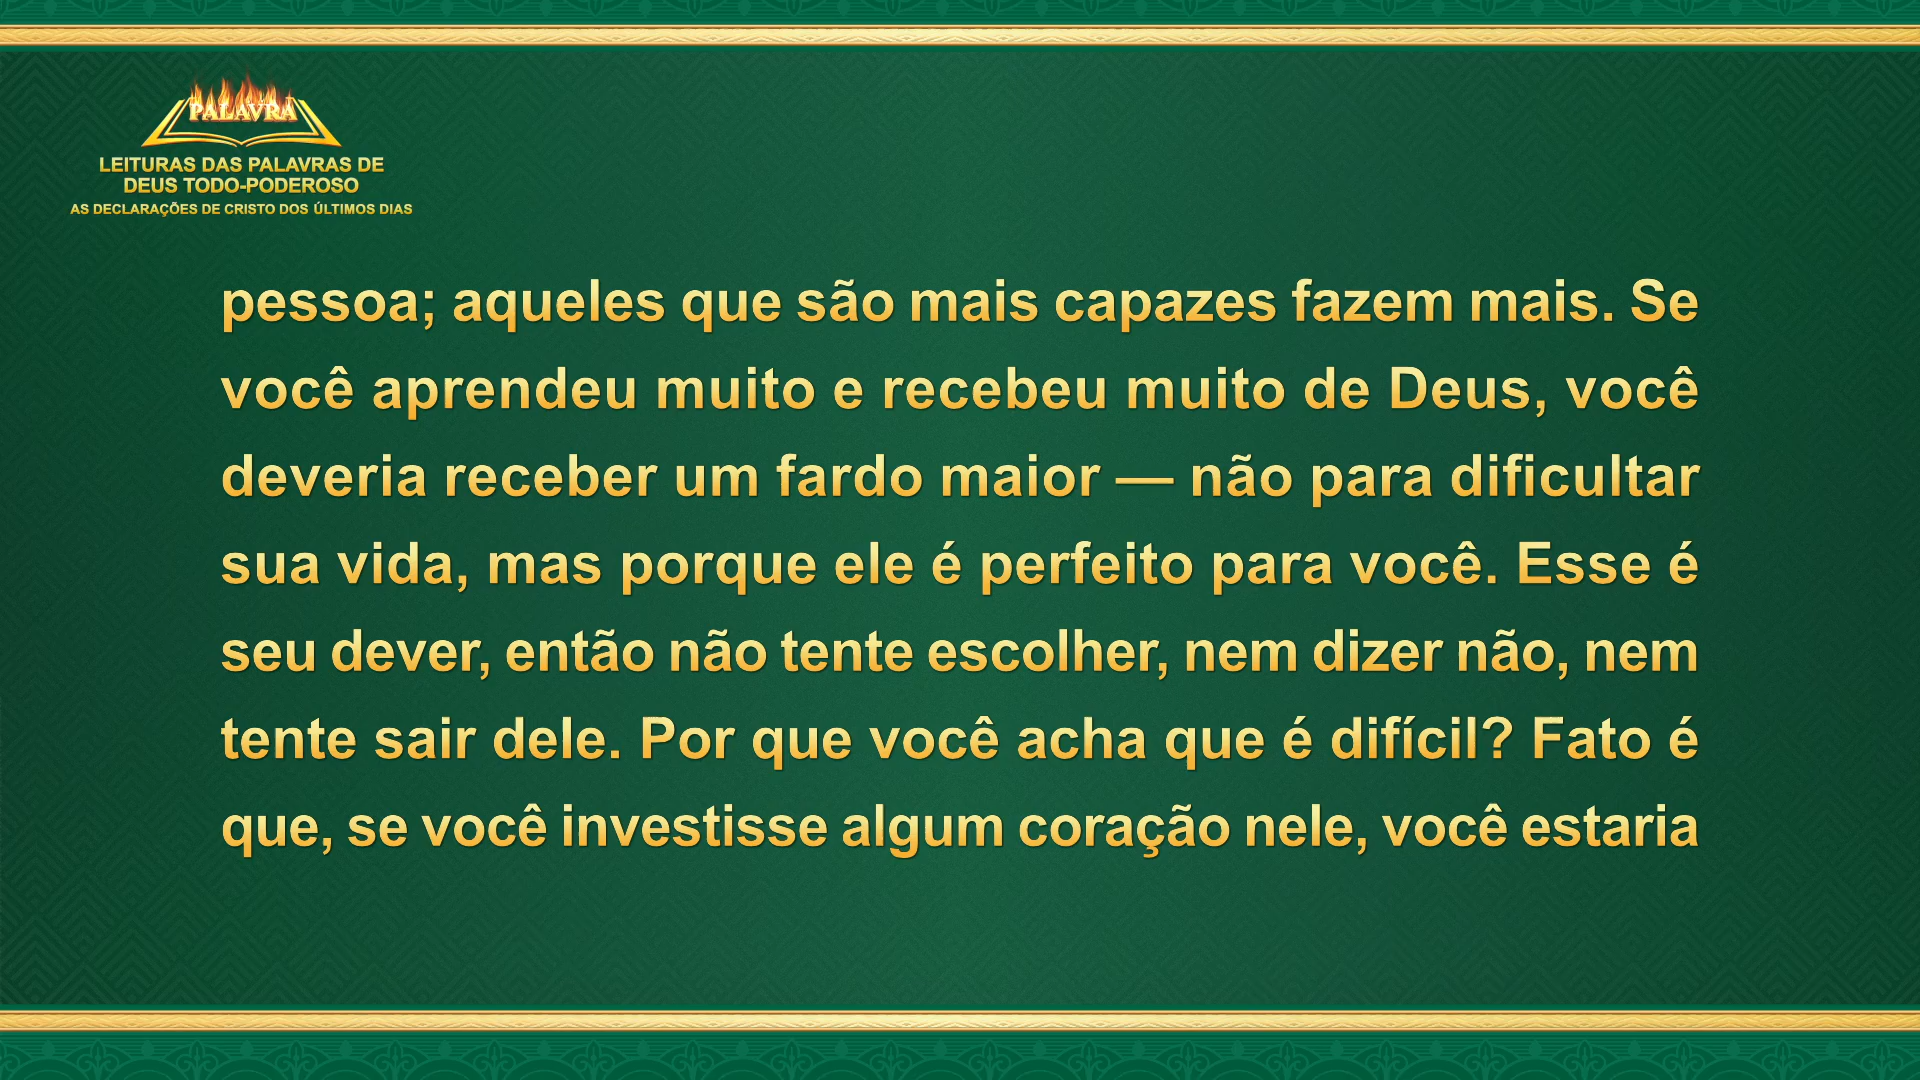 PALAVRA
LEITURAS DAS PALAVRAS DE
DEUS TODO-PODEROSO
AS DECLARAÇÕES DE CRISTO DOS ÚLTIMOS DIAS
pessoa; aqueles que são mais capazes fazem mais. Se
você aprendeu muito e recebeu muito de Deus, você
deveria receber um fardo maior — não para dificultar
sua vida, mas porque ele é perfeito para você. Esse é
seu dever, então não tente escolher, nem dizer não, nem
tente sair dele. Por que você acha que é difícil? Fato é
que, se você investisse algum coração nele, você estaria